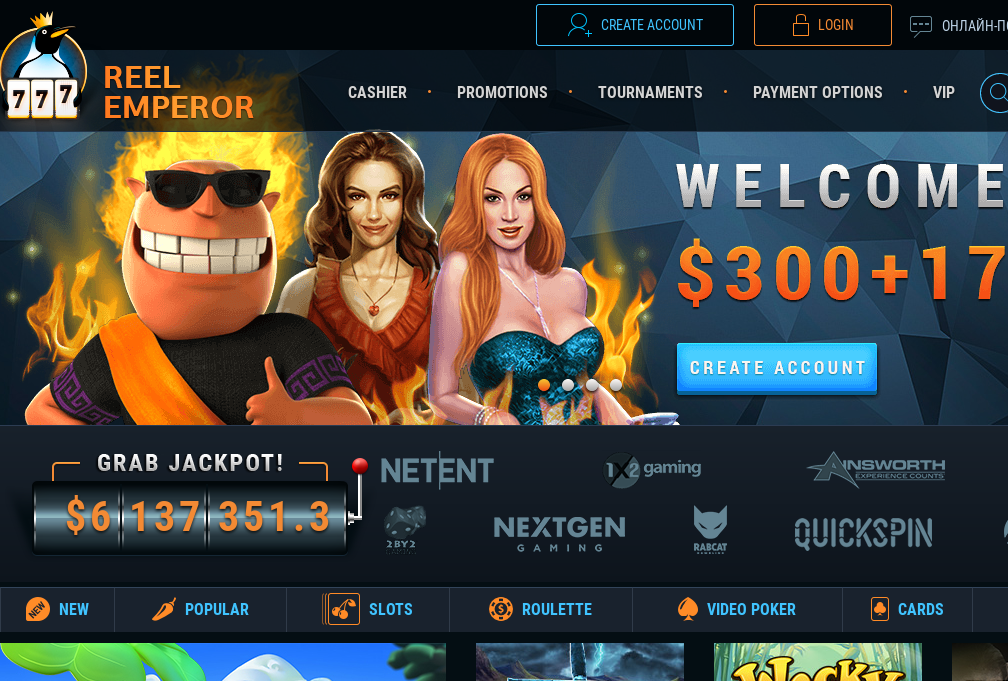 CREATE ACCOUNT
LOGIN
ОНЛАЙН-П
777
REEL
EMPEROR
CASHIER
PROMOTIONS
TOURNAMENTS
PAYMENT OPTIONS
VIP
WELCOME
$300+17
CREATE ACCOUNT
GRAB JACKPOT!
$6 137 351.3
NETENT
1X2 gaming
AINSWORTH
EXPERIENCE COUNTS
2BY2
GAMING
NEXTGEN
GAMING
RABCAT
GAMBLING
QUICKSPIN
NEW
NEW
POPULAR
SLOTS
ROULETTE
VIDEO POKER
CARDS
Wacky